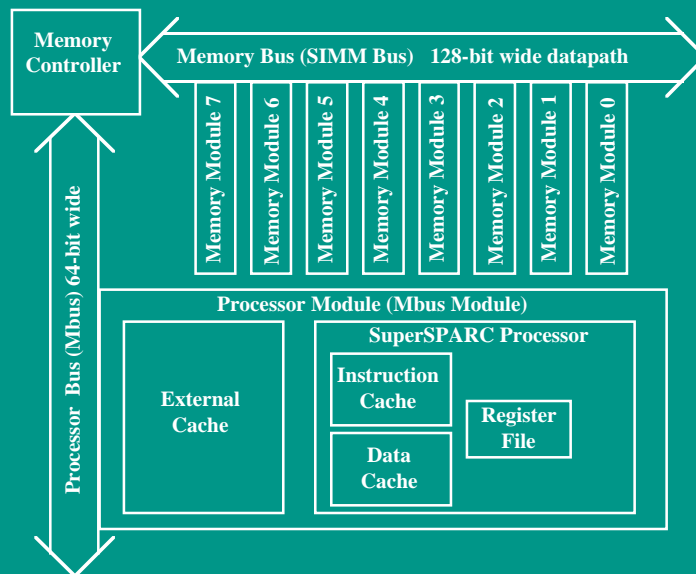 Memory
Controller
Memory Bus (SIMM Bus)   128-bit wide datapath
Memory Module 7
Memory Module 6
Memory Module 5
Memory Module 4
Memory Module 3
Memory Module 2
Memory Module 1
Memory Module 0
Processor  Bus (Mbus) 64-bit wide
Processor Module (Mbus Module)
External
Cache
SuperSPARC Processor
Instruction
Cache
Data
Cache
Register
File